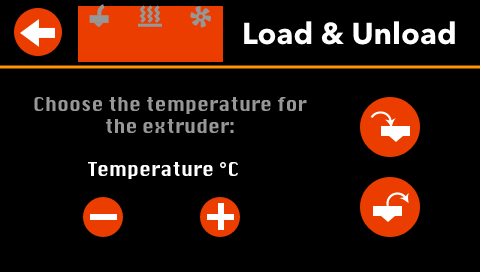 Load & Unload
Choose the temperature for
the extruder:
Temperature °C